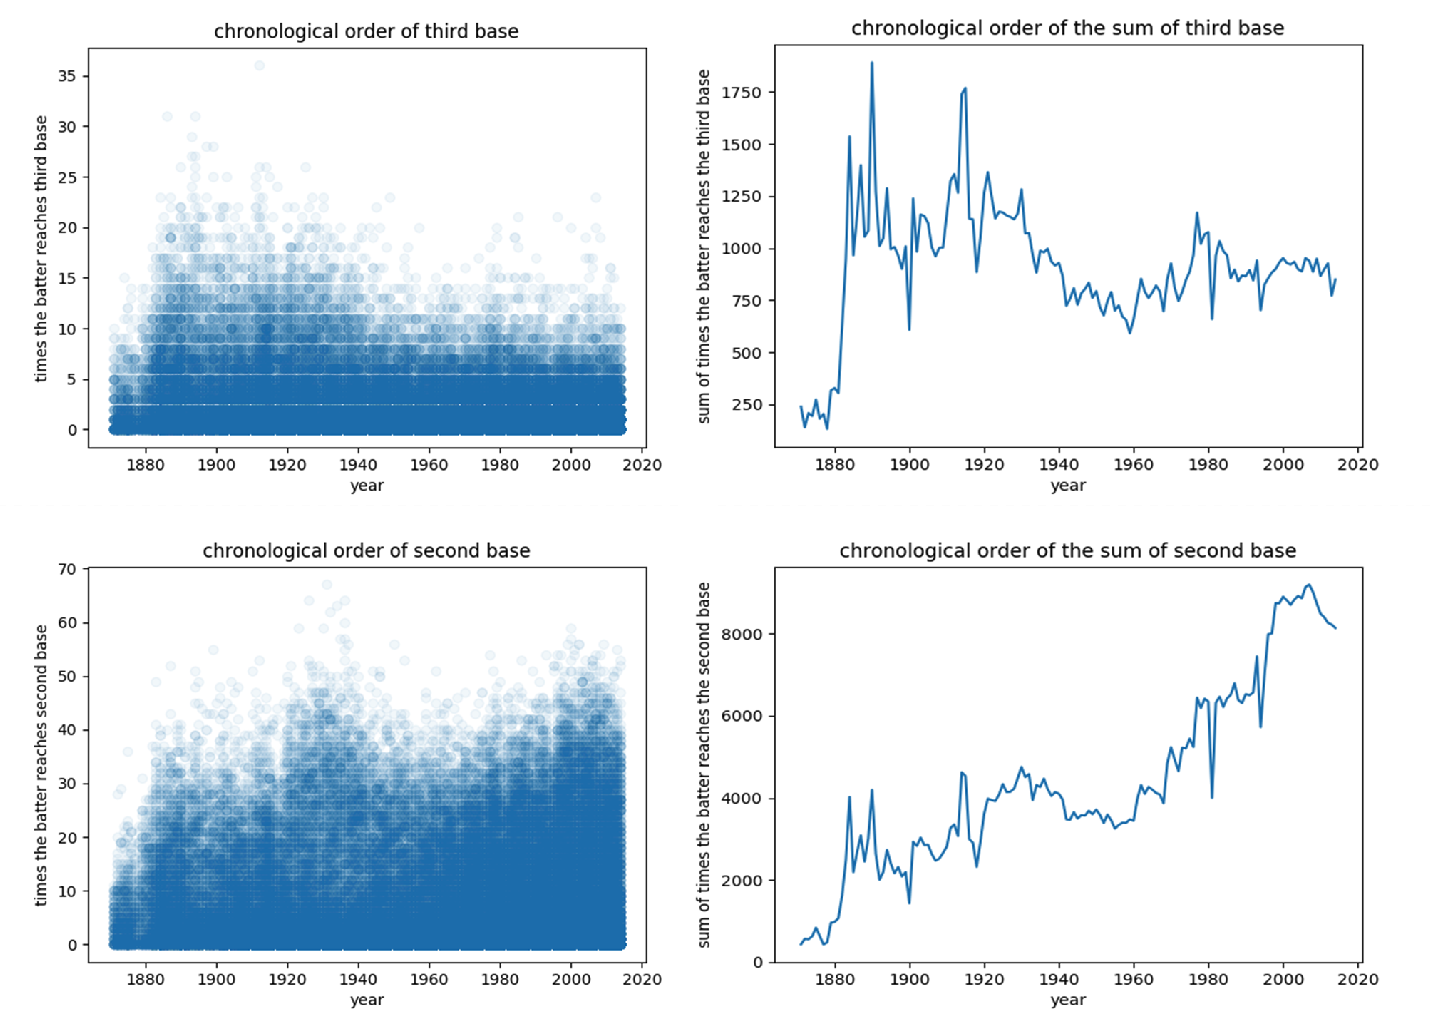 chronological order of third base
times the batter reaches third base
35
30
25
20
15
10
5
0
1880 1900 1920 1940 1960 1980 2000 2020
year
chronological order of the sum of third base
sum of times the batter reaches the third base
1750
1500
1250
1000
750
500
250
1880 1900 1920 1940 1960 1980 2000 2020
year
chronological order of second base
times the batter reaches second base
70
60
50
40
30
20
10
0
1880 1900 1920 1940 1960 1980 2000 2020
year
chronological order of the sum of second base
sum of times the batter reaches the second base
8000
6000
4000
2000
0
1880 1900 1920 1940 1960 1980 2000 2020
year